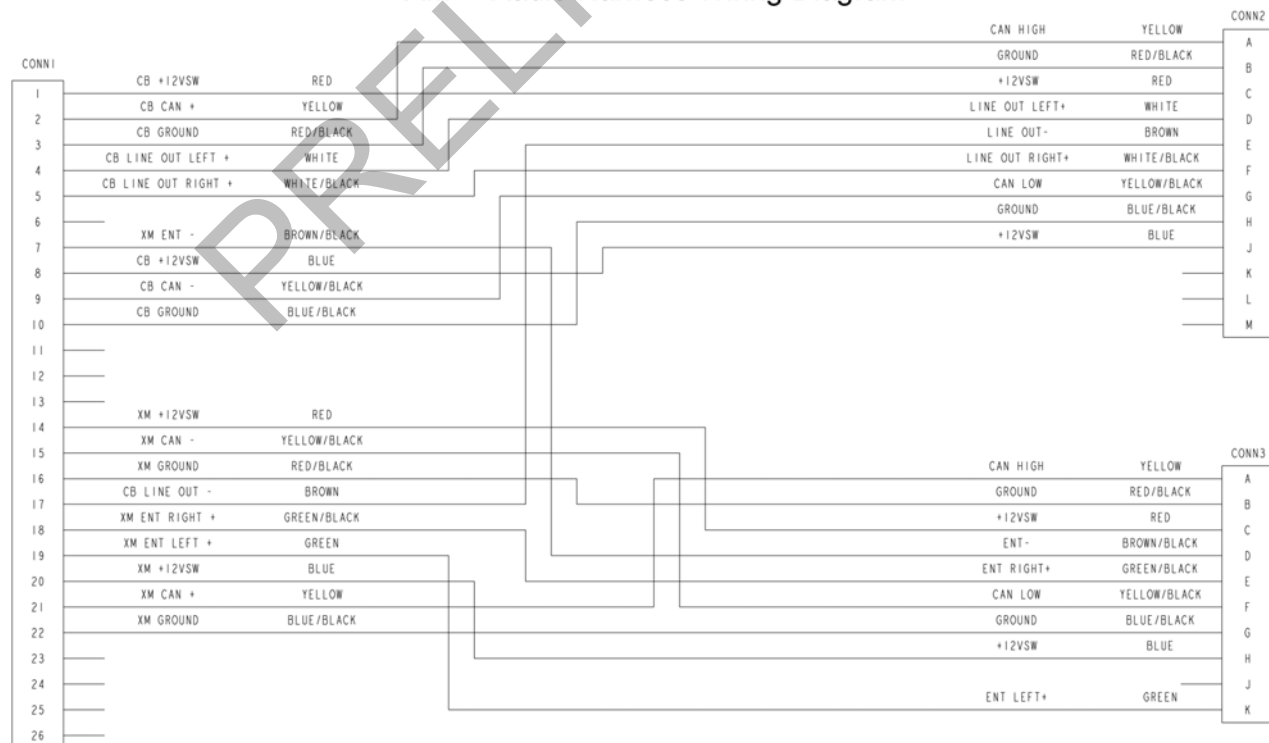 Audio Harness Wiring Diagram
CONN1
1
CB +12VSW RED
2
CB CAN + YELLOW
3
CB GROUND RED/BLACK
4
CB LINE OUT LEFT + WHITE
5
CB LINE OUT RIGHT + WHITE/BLACK
6
7
XM ENT - BROWN/BLACK
8
CB +12VSW BLUE
9
CB CAN - YELLOW/BLACK
10
CB GROUND BLUE/BLACK
11
12
13
14
XM +12VSW RED
15
XM CAN - YELLOW/BLACK
16
XM GROUND RED/BLACK
17
CB LINE OUT - BROWN
18
XM ENT RIGHT + GREEN/BLACK
19
XM ENT LEFT + GREEN
20
XM +12VSW BLUE
21
XM CAN + YELLOW
22
XM GROUND BLUE/BLACK
23
24
25
26
CONN2
CAN HIGH YELLOW
A
GROUND RED/BLACK
B
+12VSW RED
C
LINE OUT LEFT+ WHITE
D
LINE OUT- BROWN
E
LINE OUT RIGHT+ WHITE/BLACK
F
CAN LOW YELLOW/BLACK
G
GROUND BLUE/BLACK
H
+12VSW BLUE
J
K
L
M
CONN3
CAN HIGH YELLOW
A
GROUND RED/BLACK
B
+12VSW RED
C
ENT- BROWN/BLACK
D
ENT RIGHT+ GREEN/BLACK
E
CAN LOW YELLOW/BLACK
F
GROUND BLUE/BLACK
G
+12VSW BLUE
H
J
ENT LEFT+ GREEN
K
PREL